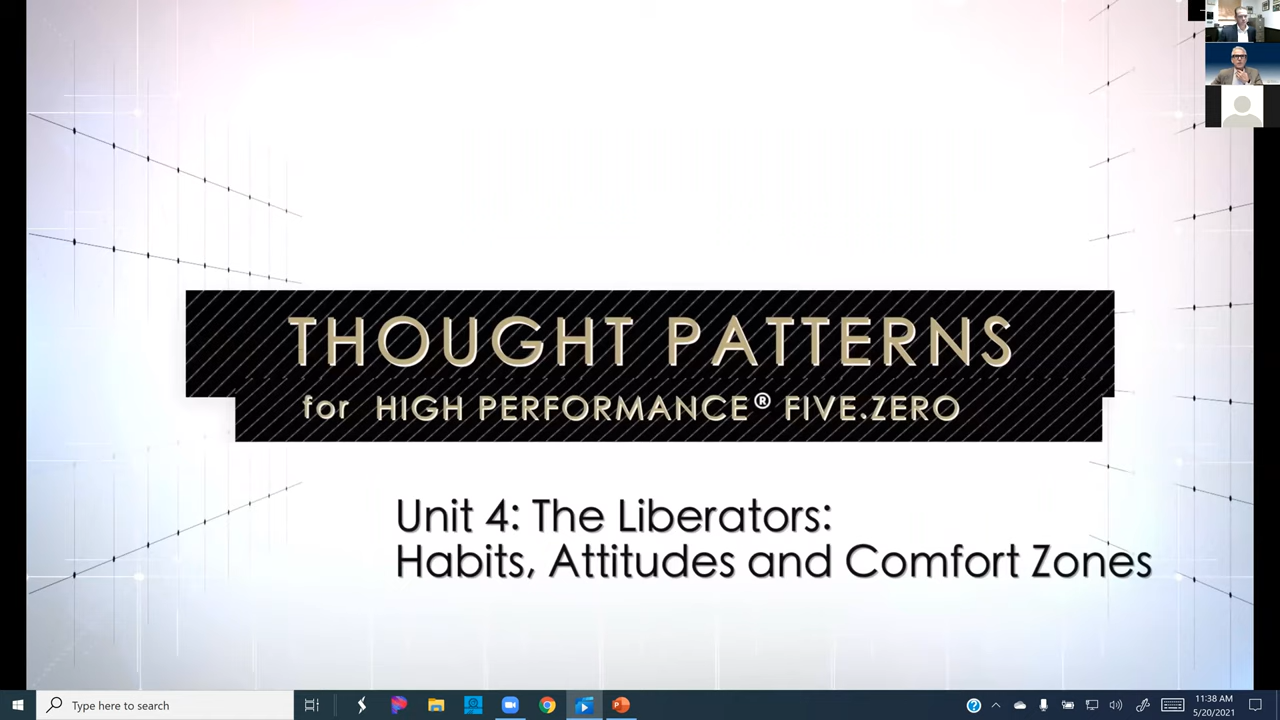 THOUGHT PATTERNS
for HIGH PERFORMANCE® FIVE.ZERO
Unit 4: The Liberators:
Habits, Attitudes and Comfort Zones
Type here to search
11:38 AM
5/20/2021